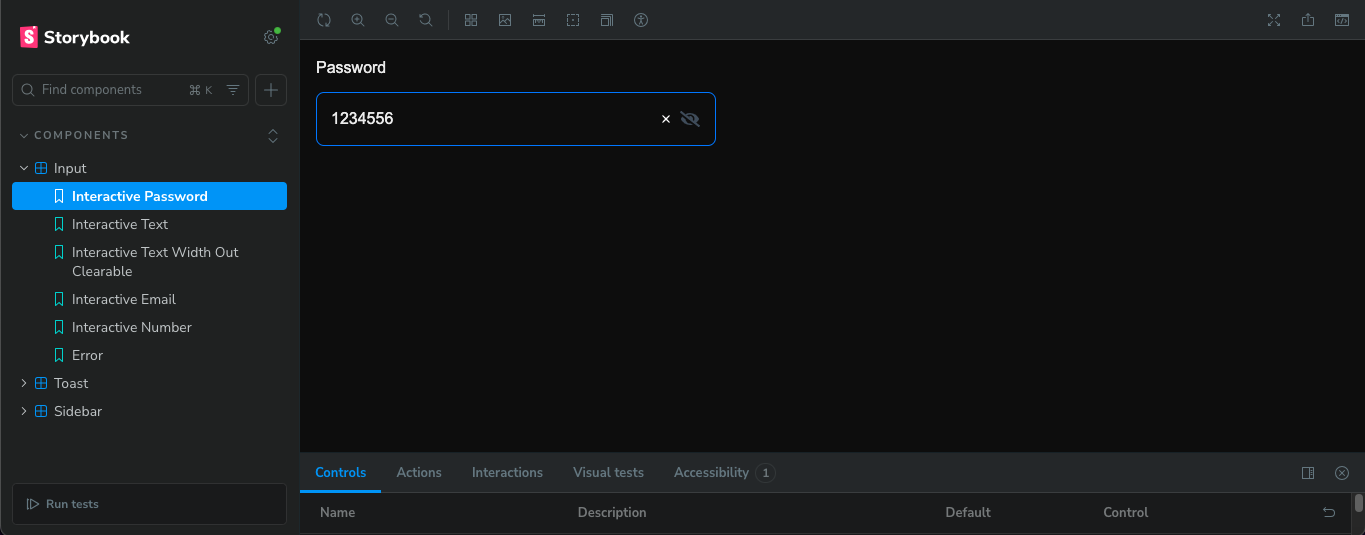 Storybook
Find components
⌘ K
COMPONENTS
Input
Interactive Password
Interactive Text
Interactive Text Width Out
Clearable
Interactive Email
Interactive Number
Error
Toast
Sidebar
Run tests
Password
1234556
Controls Actions Interactions Visual tests Accessibility 1
Name Description Default Control